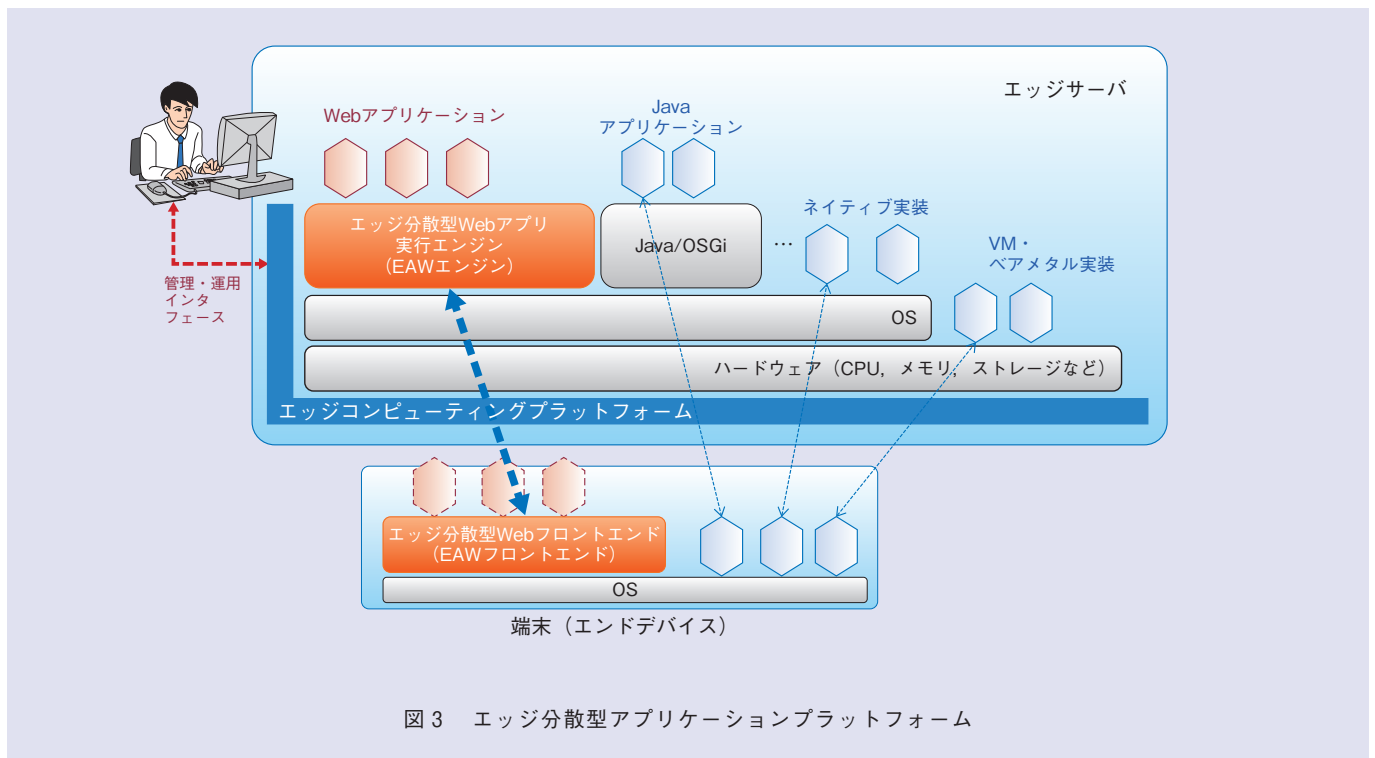 エッジサーバ
Webアプリケーション
Java
アプリケーション
ネイティブ実装
VM・
ベアメタル実装
エッジ分散型Webアプリ
実行エンジン
（EAWエンジン）
Java/OSGi
…
管理・運用
インタ
フェース
OS
ハードウェア（CPU，メモリ，ストレージなど）
エッジコンピューティングプラットフォーム
エッジ分散型Webフロントエンド
（EAWフロントエンド）
OS
端末（エンドデバイス）
図3　エッジ分散型アプリケーションプラットフォーム